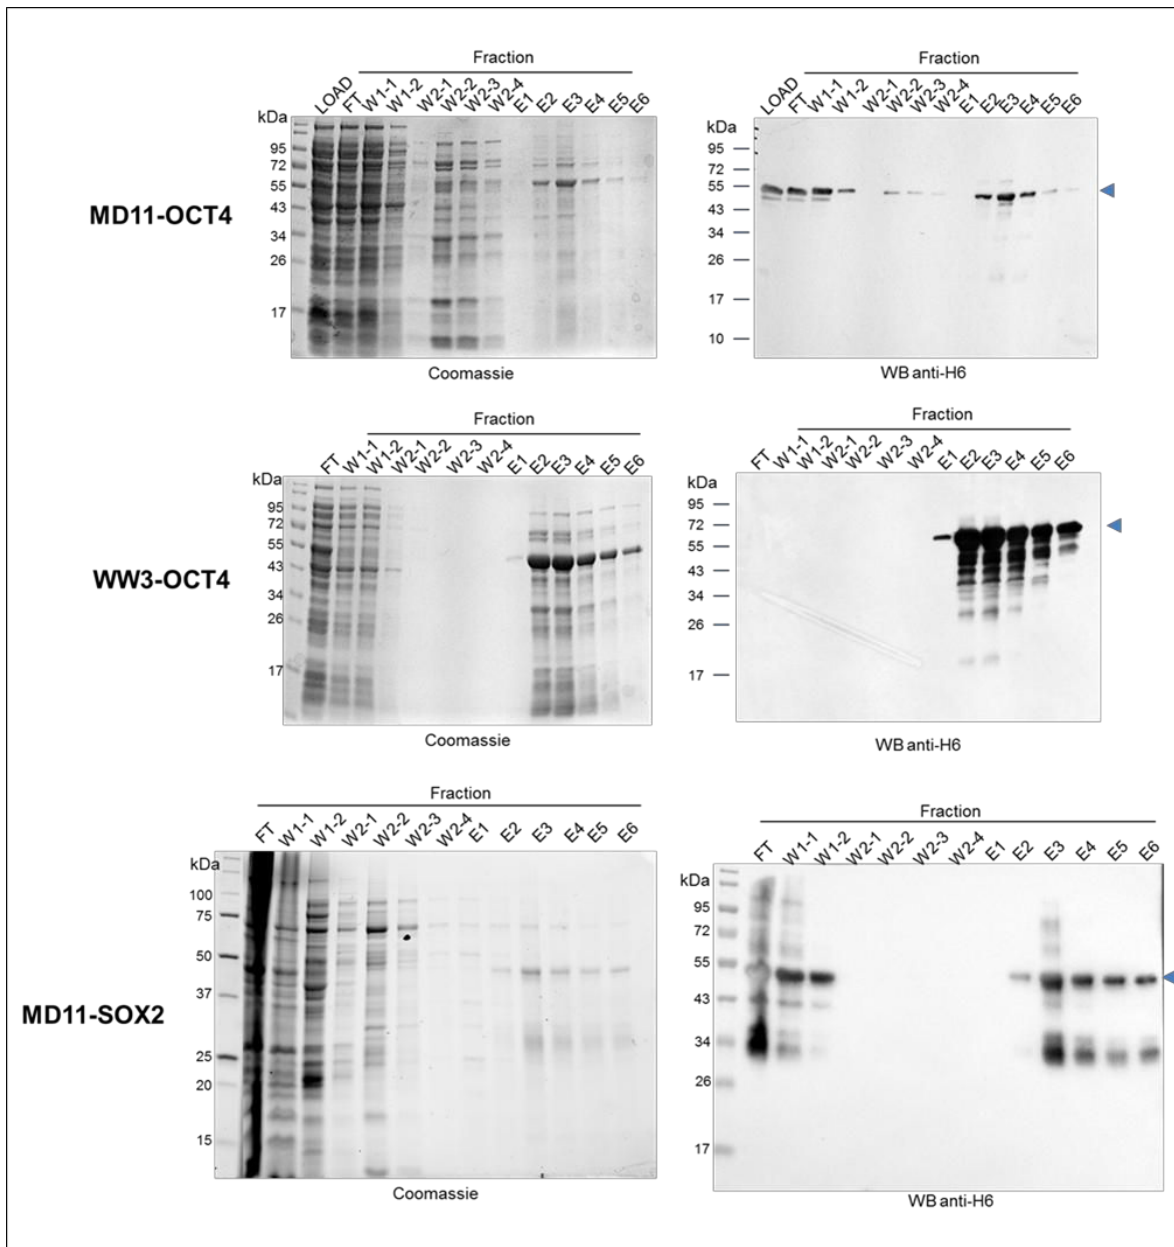 Fraction
LOAD FT W1-1 W1-2 W2-1 W2-2 W2-3 W2-4 E1 E2 E3 E4 E5 E6
kDa
95
72
55
43
34
26
17
Coomassie
MD11-OCT4
Fraction
LOAD FT W1-1 W1-2 W2-1 W2-2 W2-3 W2-4 E1 E2 E3 E4 E5 E6
kDa
95
72
55
43
34
26
17
10
WB anti-H6
Fraction
FT W1-1 W1-2 W2-1 W2-2 W2-3 W2-4 E1 E2 E3 E4 E5 E6
kDa
95
72
55
43
34
26
17
Coomassie
WW3-OCT4
Fraction
FT W1-1 W1-2 W2-1 W2-2 W2-3 W2-4 E1 E2 E3 E4 E5 E6
kDa
95
72
55
43
34
26
17
WB anti-H6
Fraction
FT W1-1 W1-2 W2-1 W2-2 W2-3 W2-4 E1 E2 E3 E4 E5 E6
kDa
100
75
50
37
25
20
15
Coomassie
MD11-SOX2
Fraction
FT W1-1 W1-2 W2-1 W2-2 W2-3 W2-4 E1 E2 E3 E4 E5 E6
kDa
95
72
55
43
34
26
17
WB anti-H6